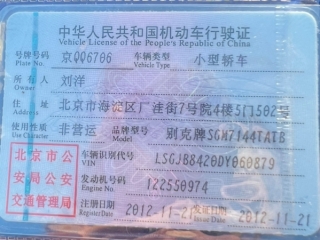 中华人民共和国机动车行驶证
Vehicle License of the People's Republic of China
号牌号码 京QQ6706 车辆类型 小型轿车
Plate No. Vehicle Type
所有人 刘洋
Owner
住址 北京市海淀区厂洼街7号院4楼5门502
Address
使用性质 非营运 品牌型号 别克牌SGM7144TATB
Use Character Model
北京市公安局公安交通管理局
车辆识别代号 LSGJB8420DY060879
VIN
发动机号码 122550974
Engine No.
注册日期 2012-11-21 发证日期 2012-11-21
Register Date Issue Date